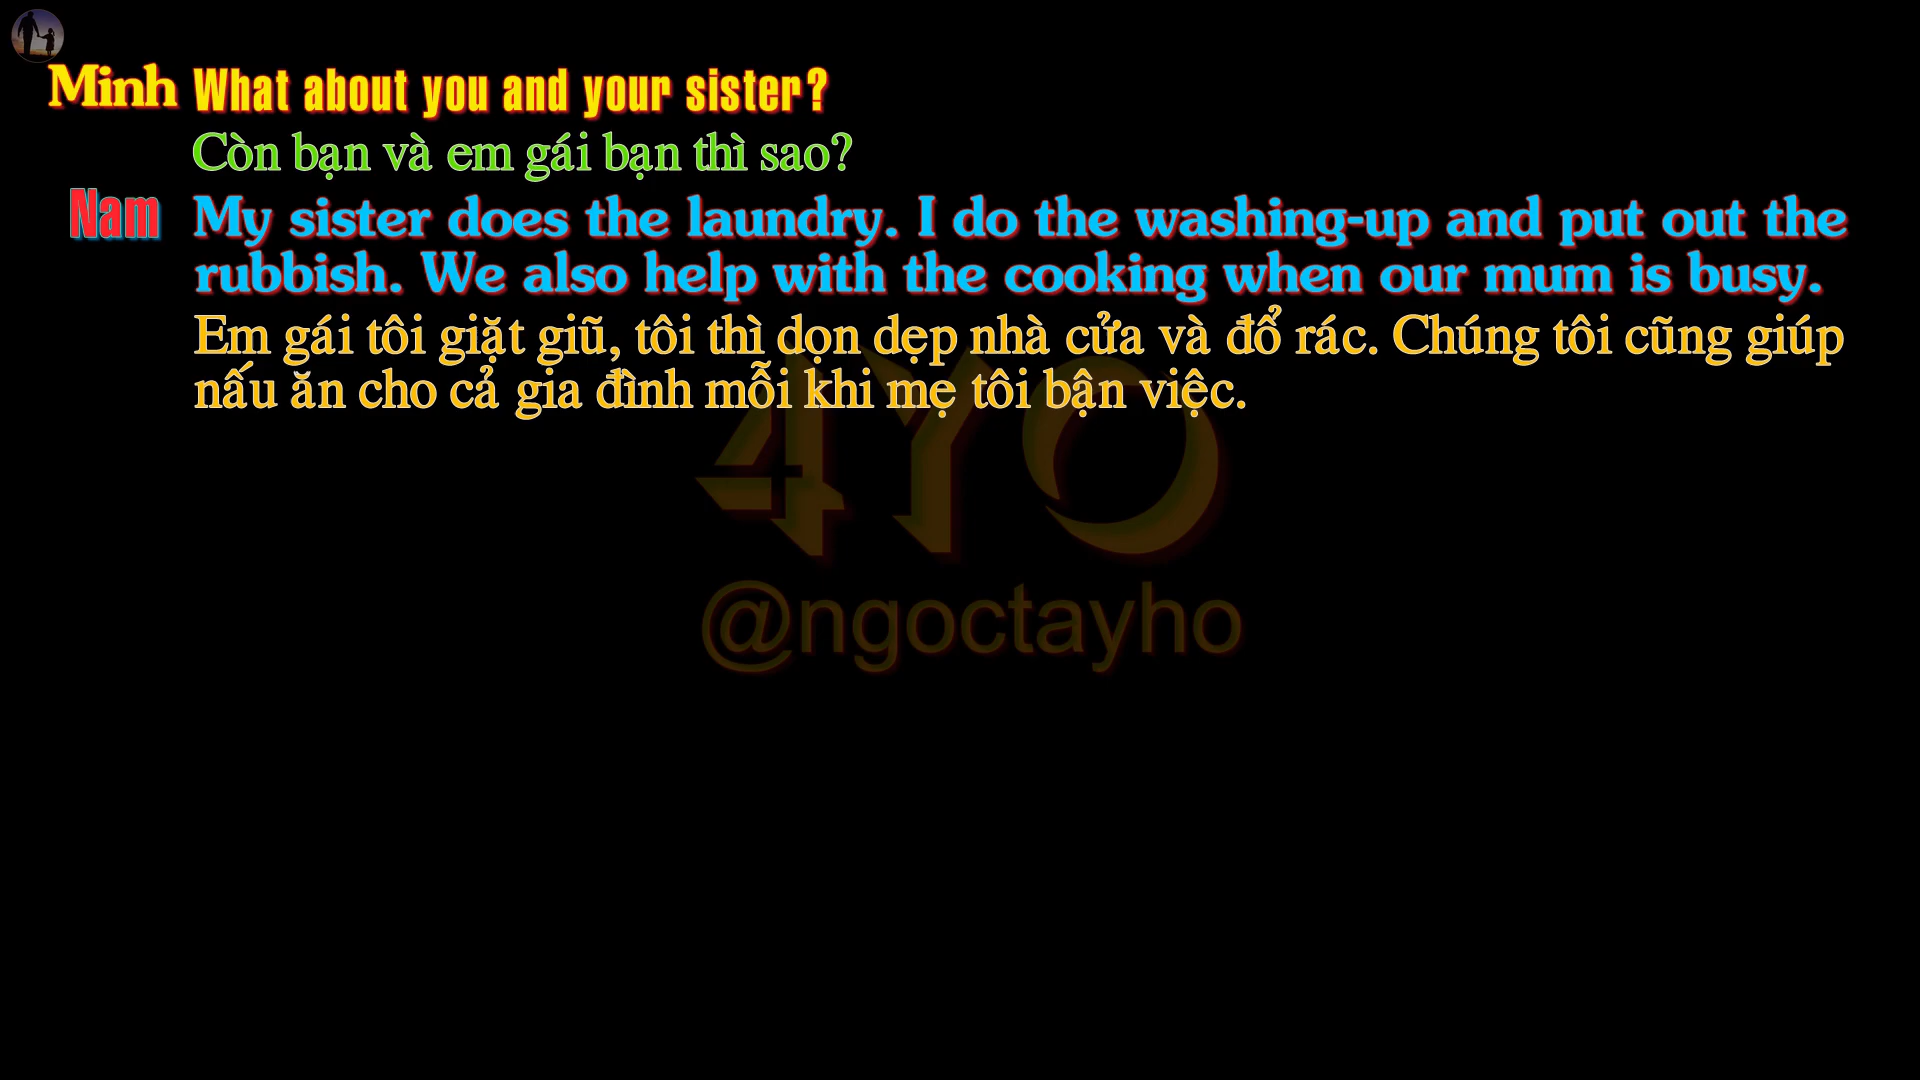 Minh What about you and your sister?
Còn bạn và em gái bạn thì sao?
Nam My sister does the laundry. I do the washing-up and put out the
rubbish. We also help with the cooking when our mum is busy.
Em gái tôi giặt giũ, tôi thì dọn dẹp nhà cửa và đổ rác. Chúng tôi cũng giúp
nấu ăn cho cả gia đình mỗi khi mẹ tôi bận việc.
4YO
@ngoctayho